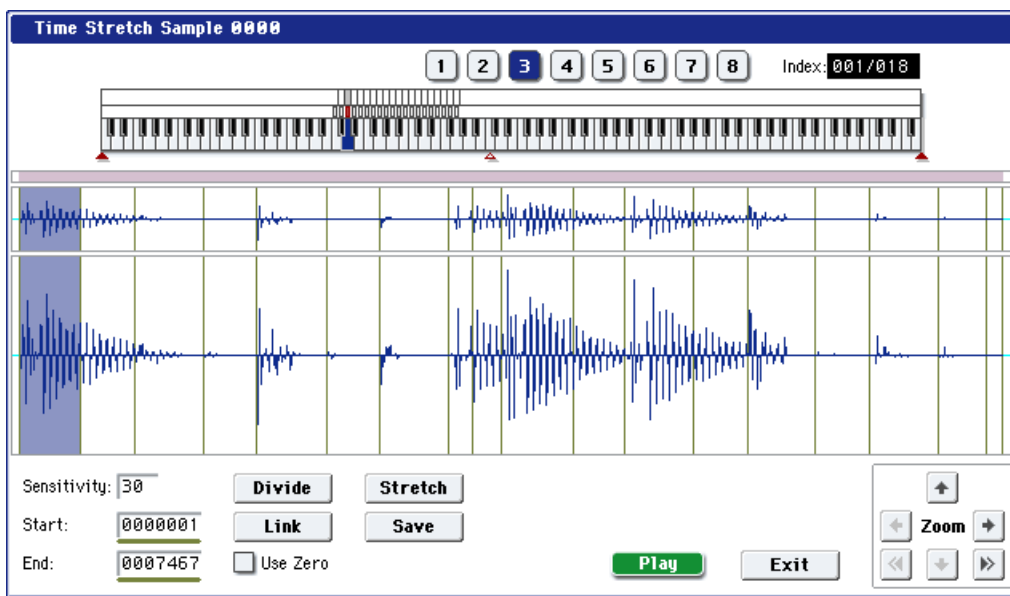 Time Stretch Sample 0000
1 2 3 4 5 6 7 8 Index: 001/018
Sensitivity: 30 Divide Stretch
Start: 0000001 Link Save Zoom
End: 0007467 Use Zero Play Exit